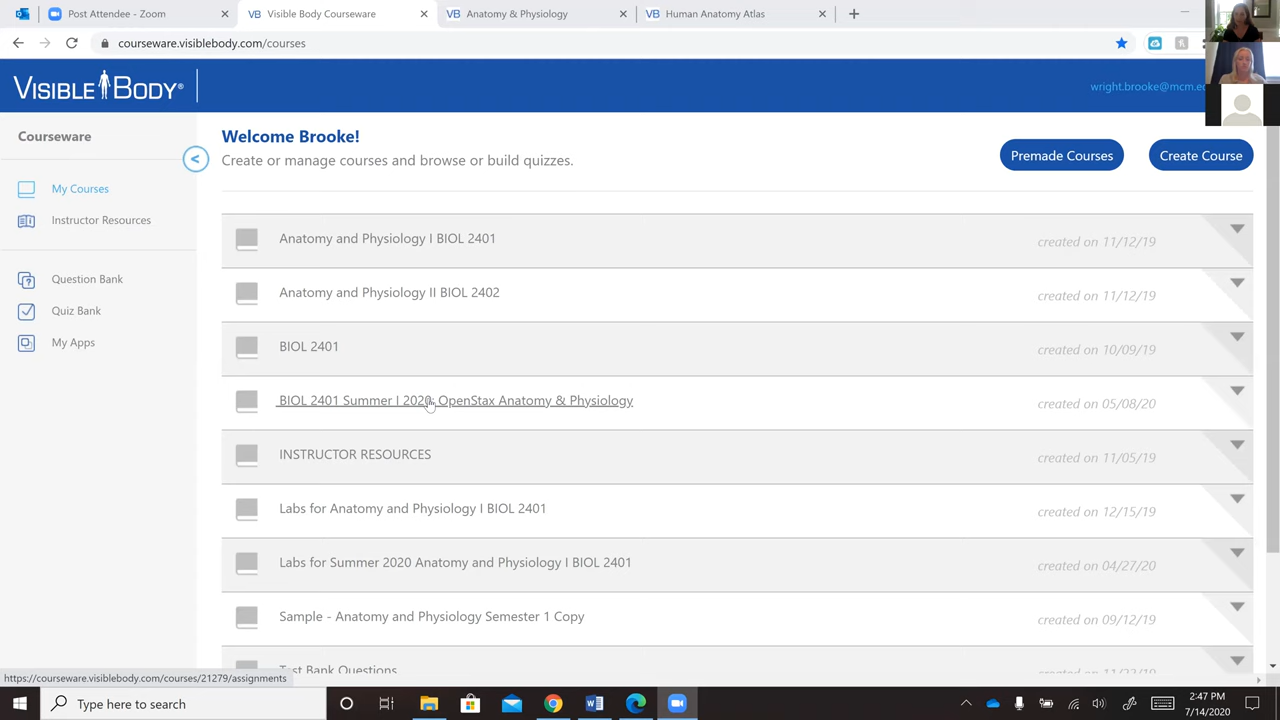 Post Attendee - Zoom
VB Visible Body Courseware
VB Anatomy & Physiology
VB Human Anatomy Atlas
courseware.visiblebody.com/courses
VISIBLE BODY®
wright.brooke@mcm.ed
Courseware
<
My Courses
Instructor Resources
Question Bank
Quiz Bank
My Apps
Welcome Brooke!
Create or manage courses and browse or build quizzes.
Premade Courses
Create Course
Anatomy and Physiology I BIOL 2401 created on 11/12/19
Anatomy and Physiology II BIOL 2402 created on 11/12/19
BIOL 2401 created on 10/09/19
BIOL 2401 Summer I 2020: OpenStax Anatomy & Physiology created on 05/08/20
INSTRUCTOR RESOURCES created on 11/05/19
Labs for Anatomy and Physiology I BIOL 2401 created on 12/15/19
Labs for Summer 2020 Anatomy and Physiology I BIOL 2401 created on 04/27/20
Sample - Anatomy and Physiology Semester 1 Copy created on 09/12/19
Test Bank Questions created on
https://courseware.visiblebody.com/courses/21279/assignments
Type here to search
2:47 PM
7/14/2020